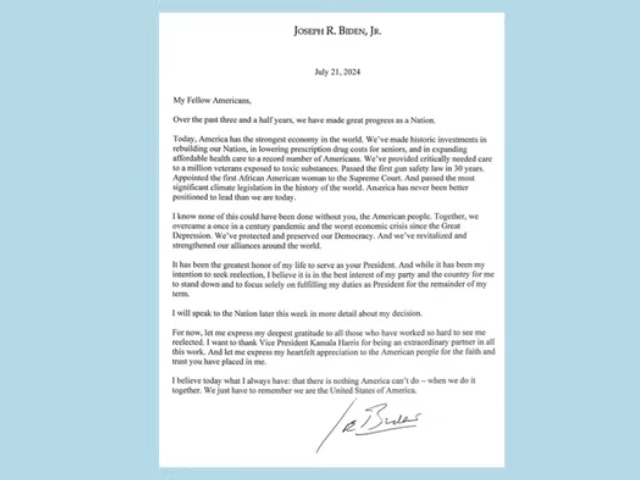 JOSEPH R. BIDEN, JR.
July 21, 2024
My Fellow Americans,
Over the past three and a half years, we have made great progress as a Nation.
Today, America has the strongest economy in the world. We've made historic investments in
rebuilding our Nation, in lowering prescription drug costs for seniors, and in expanding
affordable health care to a record number of Americans. We've provided critically needed care
to a million veterans exposed to toxic substances. Passed the first gun safety law in 30 years.
Appointed the first African American woman to the Supreme Court. And passed the most
significant climate legislation in the history of the world. America has never been better
positioned to lead than we are today.
I know none of this could have been done without you, the American people. Together, we
overcame a once in a century pandemic and the worst economic crisis since the Great
Depression. We've protected and preserved our Democracy. And we've revitalized and
strengthened our alliances around the world.
It has been the greatest honor of my life to serve as your President. And while it has been my
intention to seek reelection, I believe it is in the best interest of my party and the country for me
to stand down and to focus solely on fulfilling my duties as President for the remainder of my
term.
I will speak to the Nation later this week in more detail about my decision.
For now, let me express my deepest gratitude to all those who have worked so hard to see me
reelected. I want to thank Vice President Kamala Harris for being an extraordinary partner in all
this work. And let me express my heartfelt appreciation to the American people for the faith and
trust you have placed in me.
I believe today what I always have: that there is nothing America can't do – when we do it
together. We just have to remember we are the United States of America.
Joe Biden